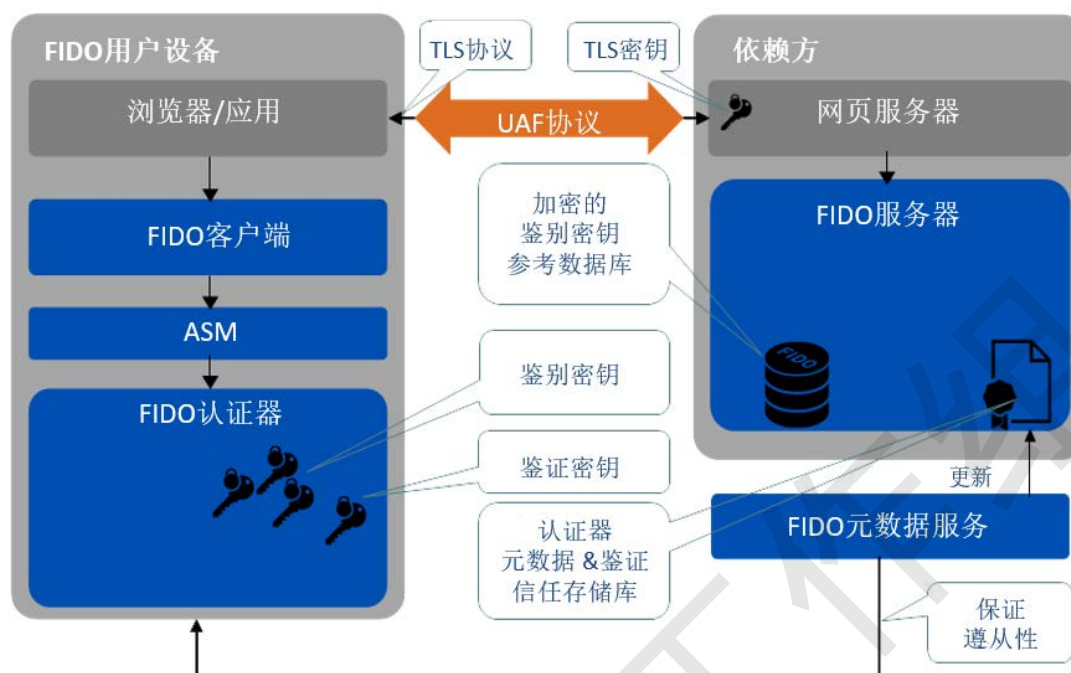 FIDO用户设备
浏览器/应用
FIDO客户端
ASM
FIDO认证器
TLS协议
TLS密钥
UAF协议
加密的
鉴别密钥
参考数据库
鉴别密钥
鉴证密钥
认证器
元数据 &鉴证
信任存储库
依赖方
网页服务器
FIDO服务器
FIDO
更新
FIDO元数据服务
保证
遵从性